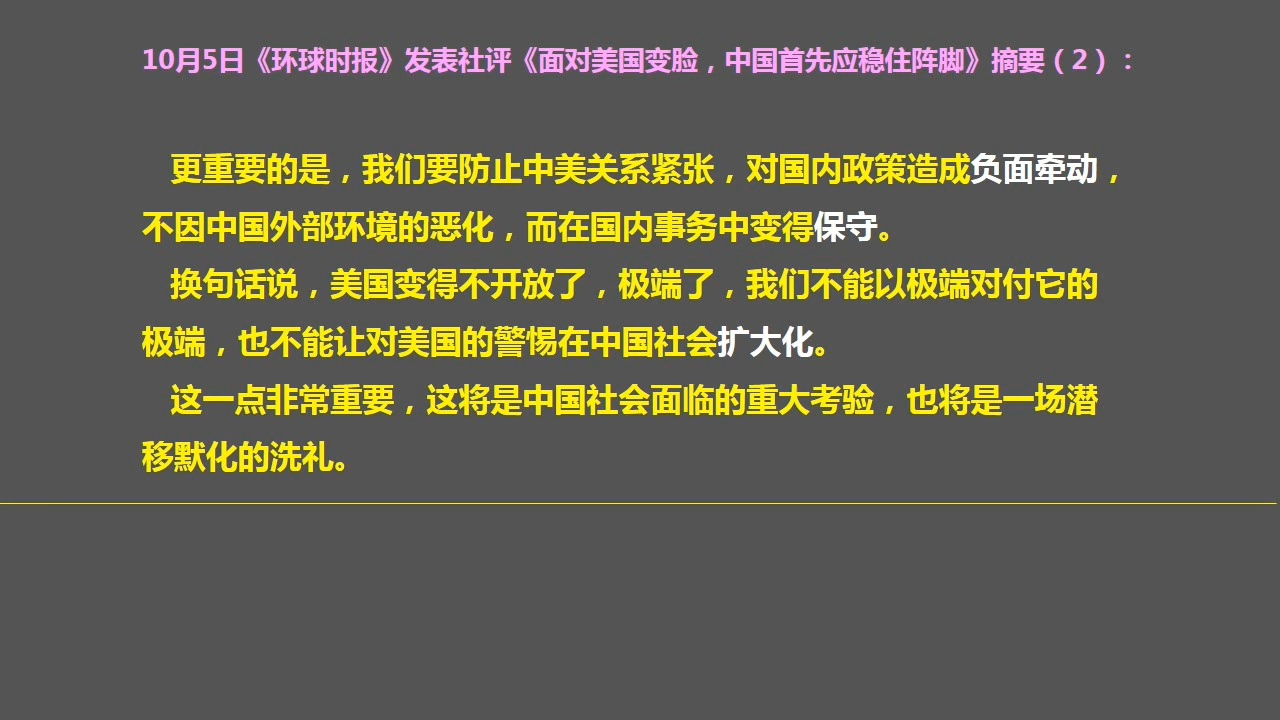 10月5日《环球时报》发表社评《面对美国变脸，中国首先应稳住阵脚》摘要（2）：
更重要的是，我们要防止中美关系紧张，对国内政策造成负面牵动，
不因中国外部环境的恶化，而在国内事务中变得保守。
换句话说，美国变得不开放了，极端了，我们不能以极端对付它的
极端，也不能让对美国的警惕在中国社会扩大化。
这一点非常重要，这将是中国社会面临的重大考验，也将是一场潜
移默化的洗礼。